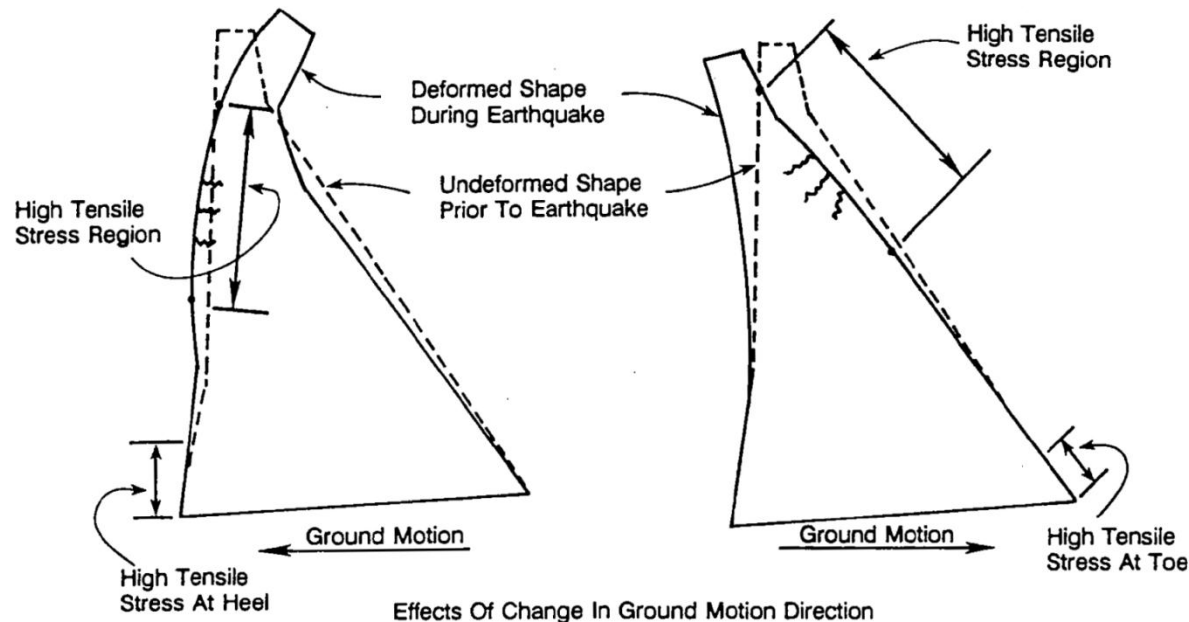 High Tensile
Stress Region
Deformed Shape
During Earthquake
Undeformed Shape
Prior To Earthquake
High Tensile
Stress Region
Ground Motion
Ground Motion
High Tensile
Stress At Heel
High Tensile
Stress At Toe
Effects Of Change In Ground Motion Direction